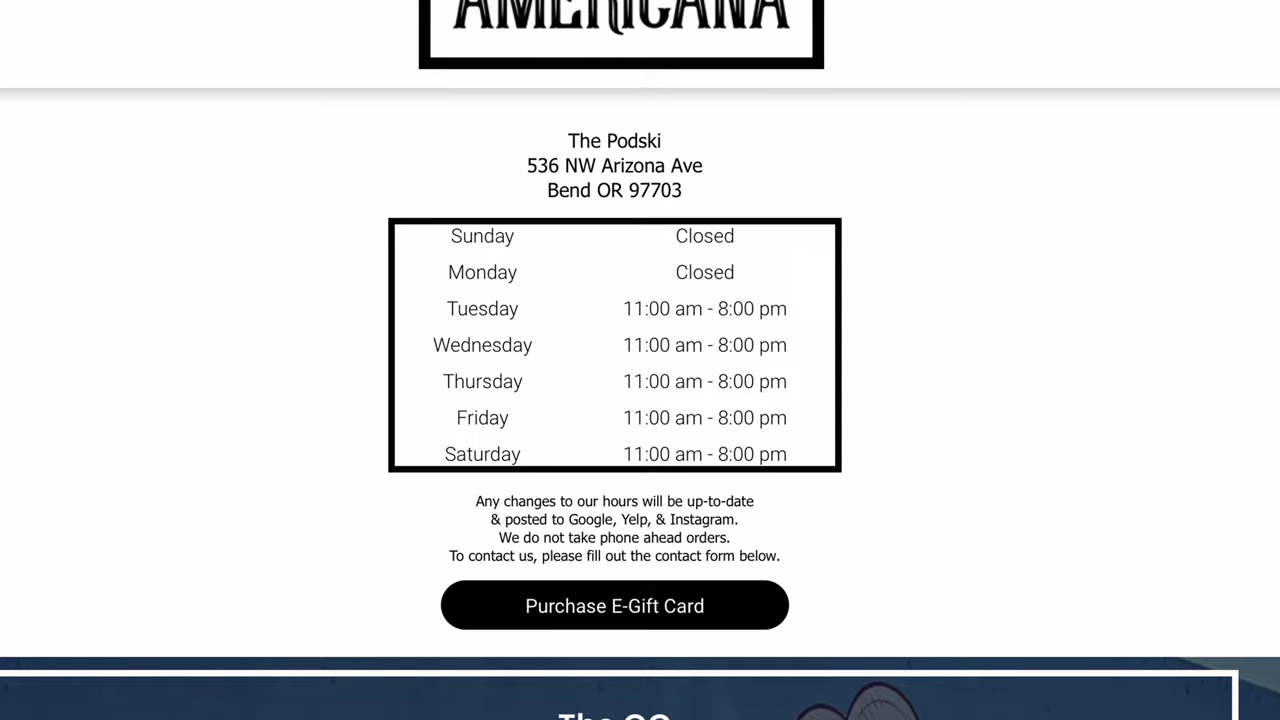 AMERICANA
The Podski
536 NW Arizona Ave
Bend OR 97703
Sunday Closed
Monday Closed
Tuesday 11:00 am - 8:00 pm
Wednesday 11:00 am - 8:00 pm
Thursday 11:00 am - 8:00 pm
Friday 11:00 am - 8:00 pm
Saturday 11:00 am - 8:00 pm
Any changes to our hours will be up-to-date
& posted to Google, Yelp, & Instagram.
We do not take phone ahead orders.
To contact us, please fill out the contact form below.
Purchase E-Gift Card
The OG